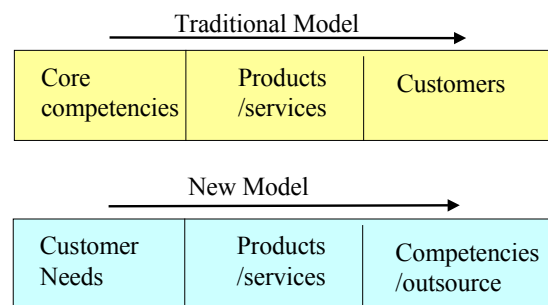 Traditional Model
Core
competencies
Products
/services
Customers
New Model
Customer
Needs
Products
/services
Competencies
/outsource